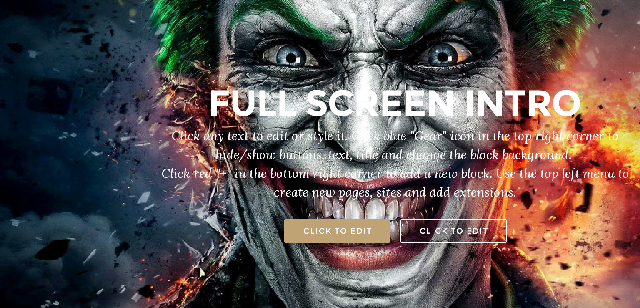 FULL SCREEN INTRO
Click any text to edit or style it. Click blue "Gear" icon in the top right corner to
hide/show buttons, text, title and change the block background.
Click red "+" in the bottom right corner to add a new block. Use the top left menu to
create new pages, sites and add extensions.
CLICK TO EDIT
CLICK TO EDIT